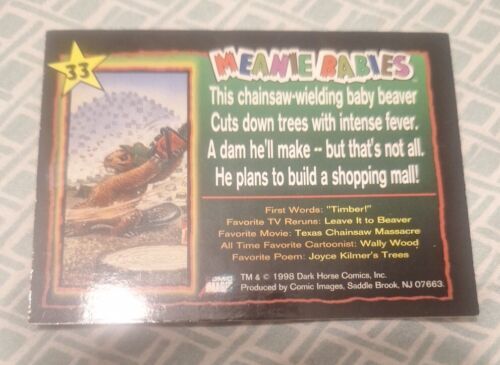 33
MEANIE BABIES
This chainsaw-wielding baby beaver
Cuts down trees with intense fever.
A dam he'll make -- but that's not all.
He plans to build a shopping mall!
First Words: "Timber!"
Favorite TV Reruns: Leave It to Beaver
Favorite Movie: Texas Chainsaw Massacre
All Time Favorite Cartoonist: Wally Wood
Favorite Poem: Joyce Kilmer's Trees
COMIC IMAGES
TM & © 1998 Dark Horse Comics, Inc.
Produced by Comic Images, Saddle Brook, NJ 07663.